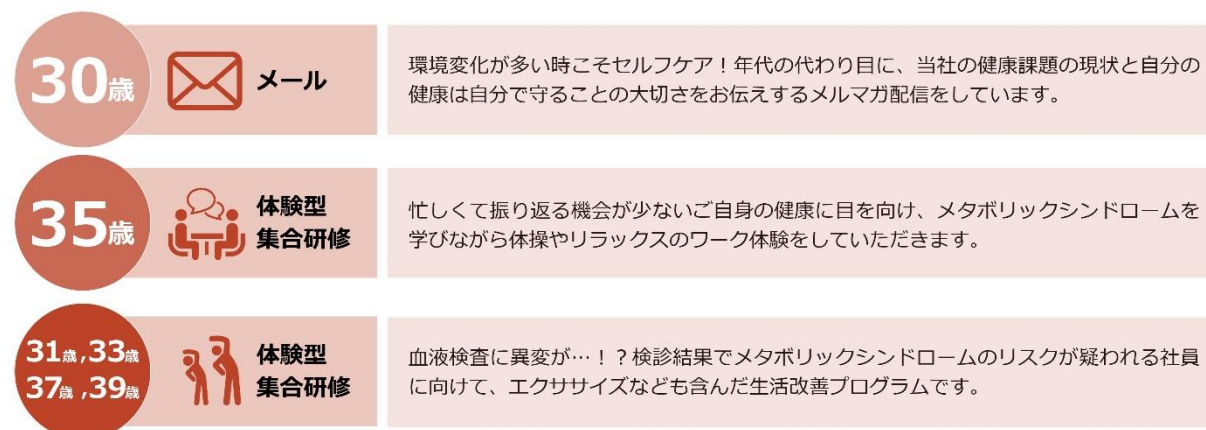 30歳
メール
環境変化が多い時こそセルフケア！年代の代わり目に、当社の健康課題の現状と自分の
健康は自分で守ることの大切さをお伝えするメルマガ配信をしています。
35歳
体験型
集合研修
忙しくて振り返る機会が少ないご自身の健康に目を向け、メタボリックシンドロームを
学びながら体操やリラックスのワーク体験をしていただきます。
31歳,33歳
37歳,39歳
体験型
集合研修
血液検査に異変が…！？検診結果でメタボリックシンドロームのリスクが疑われる社員
に向けて、エクササイズなども含んだ生活改善プログラムです。